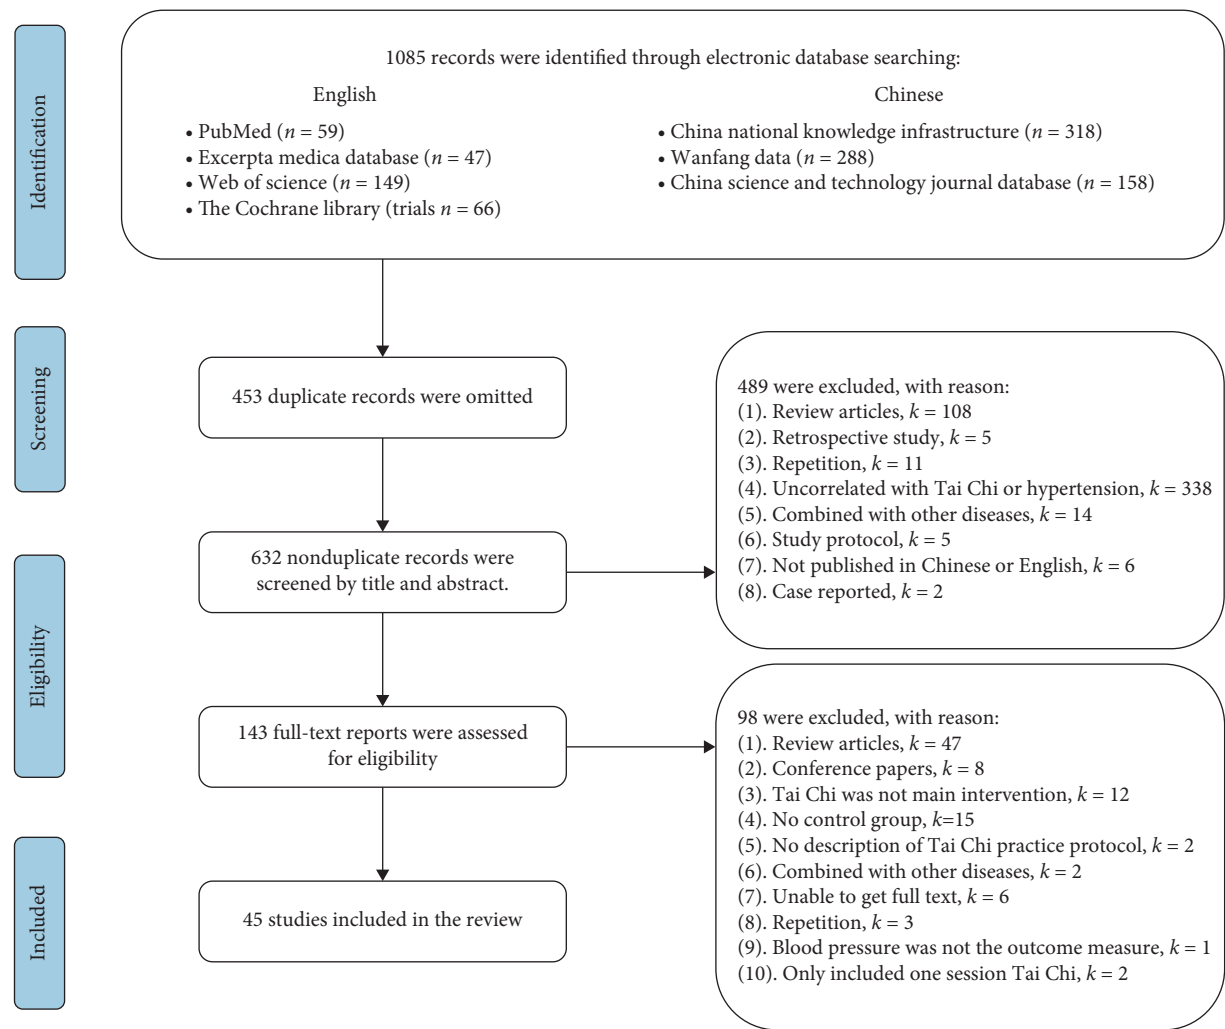 Identification
1085 records were identified through electronic database searching:
English
• PubMed (n = 59)
• Excerpta medica database (n = 47)
• Web of science (n = 149)
• The Cochrane library (trials n = 66)
Chinese
• China national knowledge infrastructure (n = 318)
• Wanfang data (n = 288)
• China science and technology journal database (n = 158)
Screening
453 duplicate records were omitted
489 were excluded, with reason:
(1). Review articles, k = 108
(2). Retrospective study, k = 5
(3). Repetition, k = 11
(4). Uncorrelated with Tai Chi or hypertension, k = 338
(5). Combined with other diseases, k = 14
(6). Study protocol, k = 5
(7). Not published in Chinese or English, k = 6
(8). Case reported, k = 2
Eligibility
632 nonduplicate records were
screened by title and abstract.
143 full-text reports were assessed
for eligibility
98 were excluded, with reason:
(1). Review articles, k = 47
(2). Conference papers, k = 8
(3). Tai Chi was not main intervention, k = 12
(4). No control group, k=15
(5). No description of Tai Chi practice protocol, k = 2
(6). Combined with other diseases, k = 2
(7). Unable to get full text, k = 6
(8). Repetition, k = 3
(9). Blood pressure was not the outcome measure, k = 1
(10). Only included one session Tai Chi, k = 2
Included
45 studies included in the review